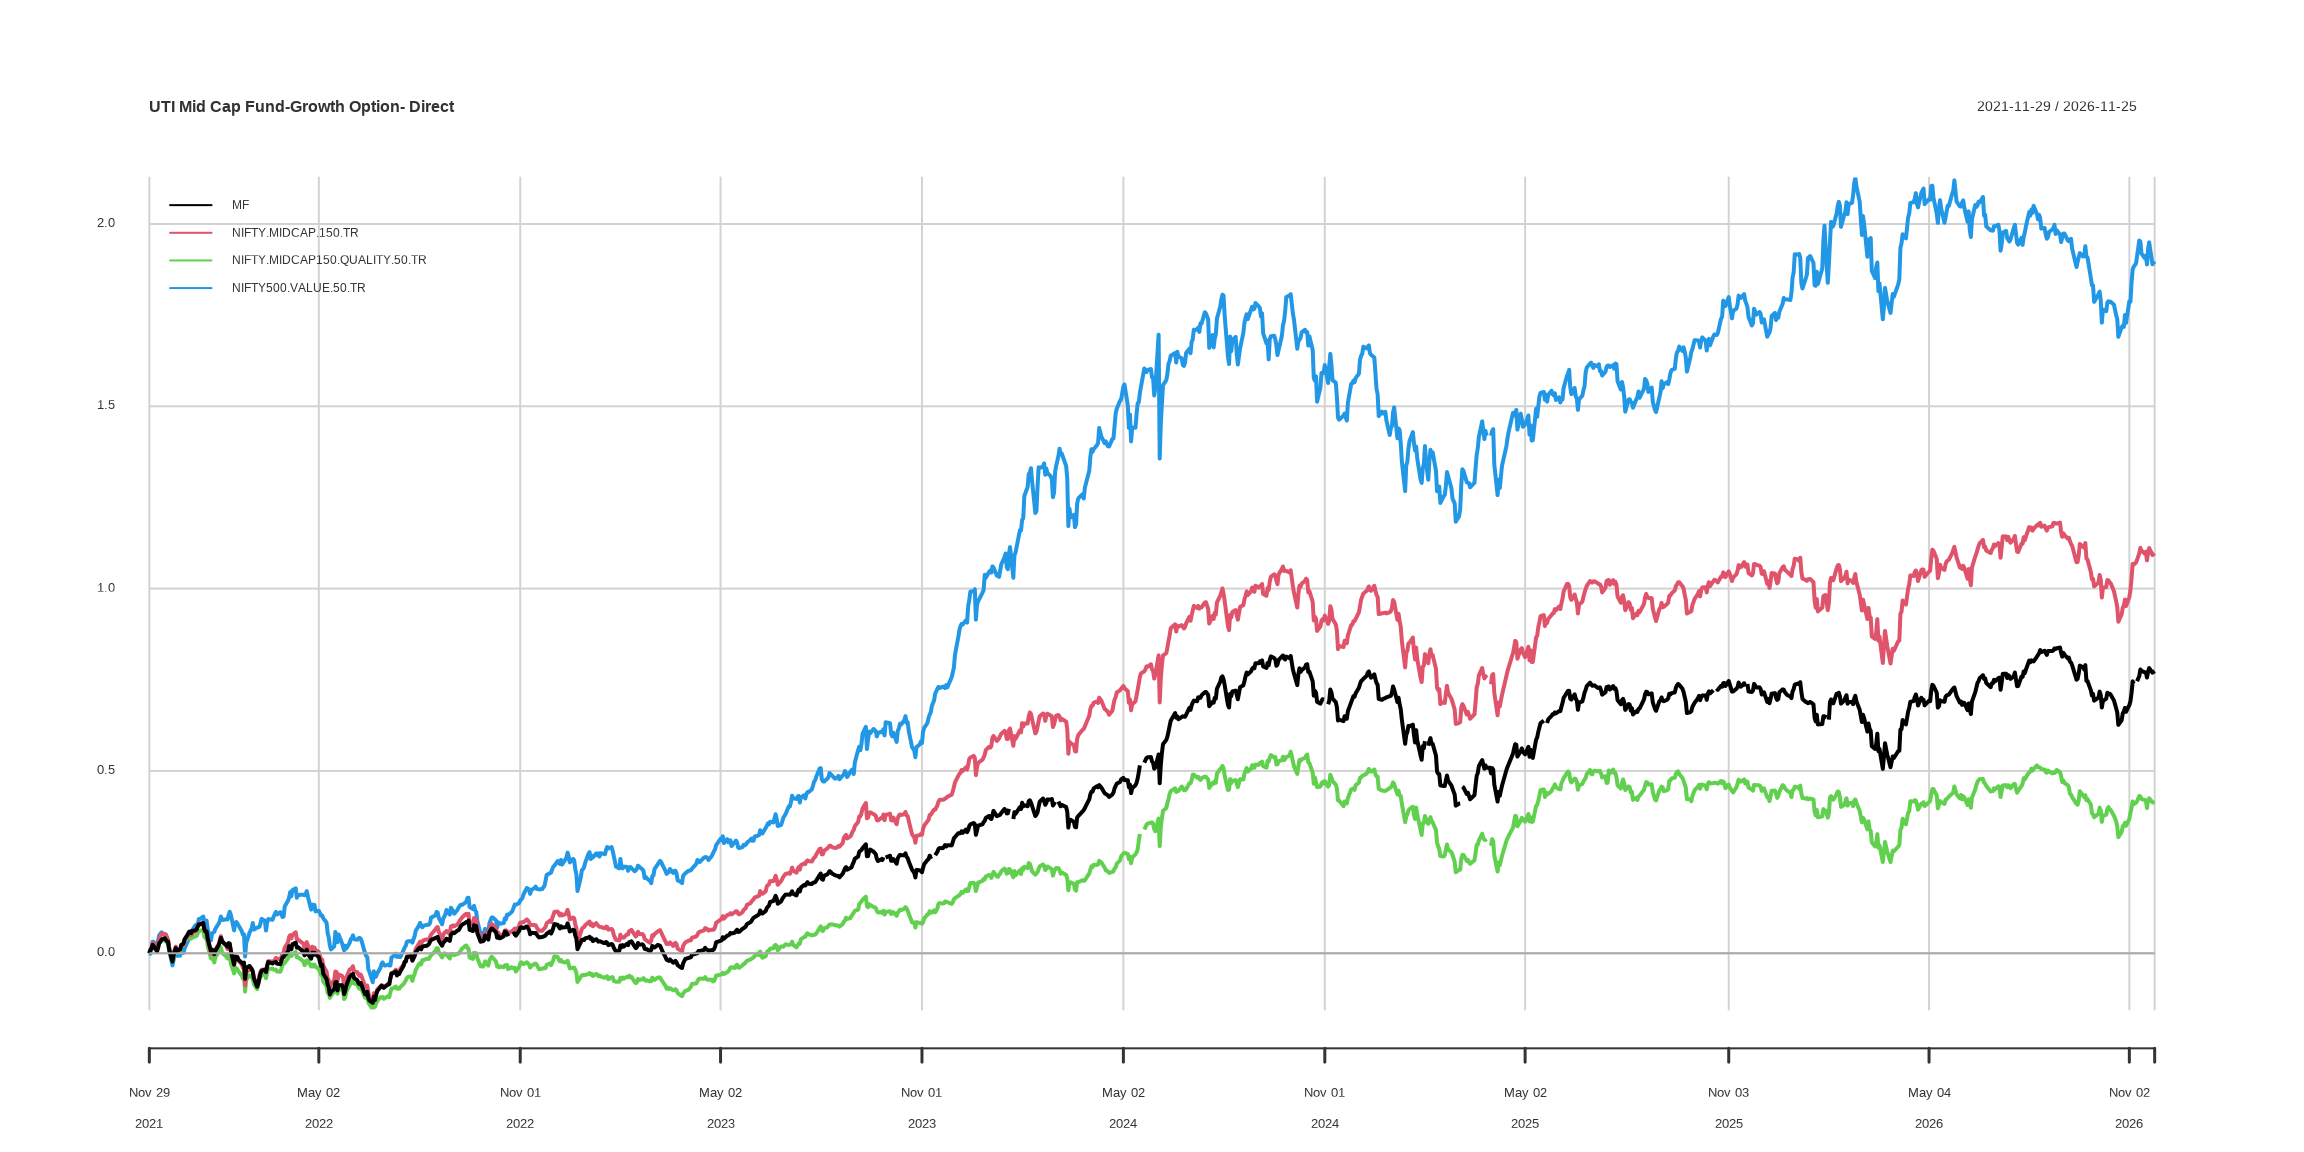 UTI Mid Cap Fund-Growth Option- Direct
2021-11-29 / 2026-11-25
MF
NIFTY.MIDCAP.150.TR
NIFTY.MIDCAP150.QUALITY.50.TR
NIFTY500.VALUE.50.TR
2.0
1.5
1.0
0.5
0.0
Nov 29 May 02 Nov 01 May 02 Nov 01 May 02 Nov 01 May 02 Nov 03 May 04 Nov 02
2021 2022 2022 2023 2023 2024 2024 2025 2025 2026 2026